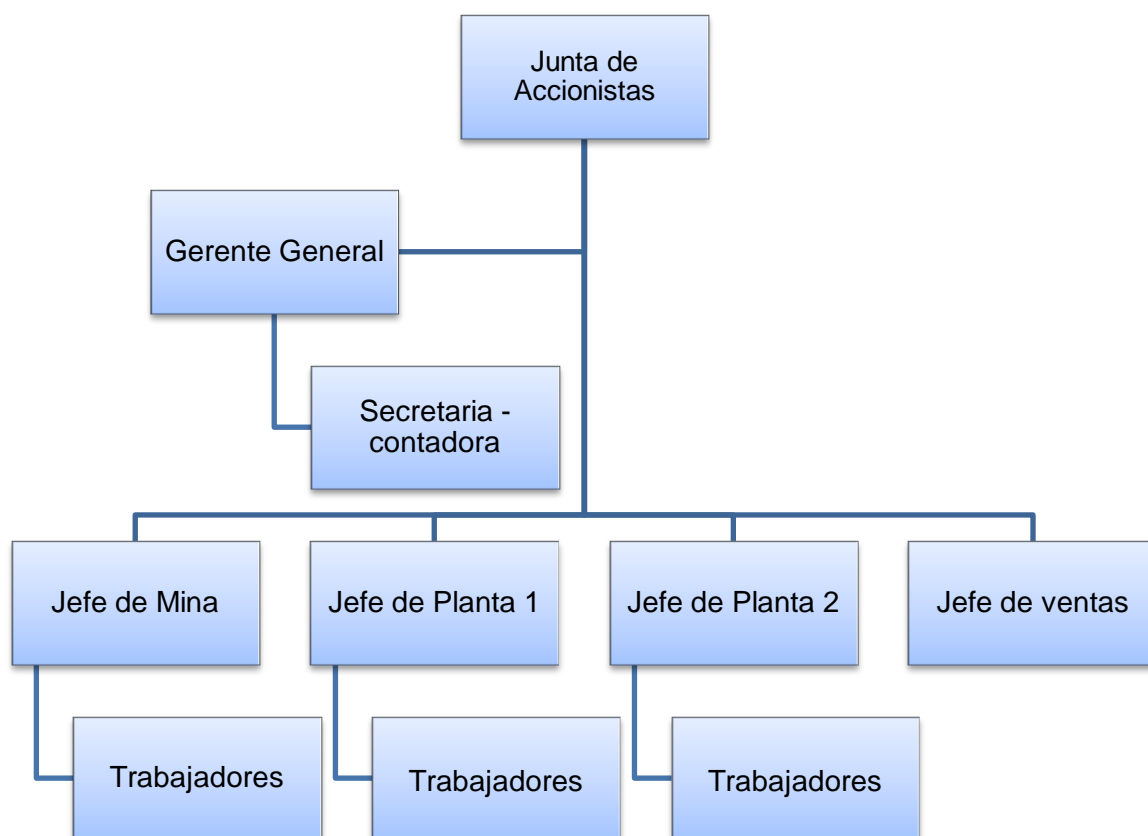 Junta de
Accionistas
Gerente General
Secretaria -
contadora
Jefe de Mina
Jefe de Planta 1
Jefe de Planta 2
Jefe de ventas
Trabajadores
Trabajadores
Trabajadores